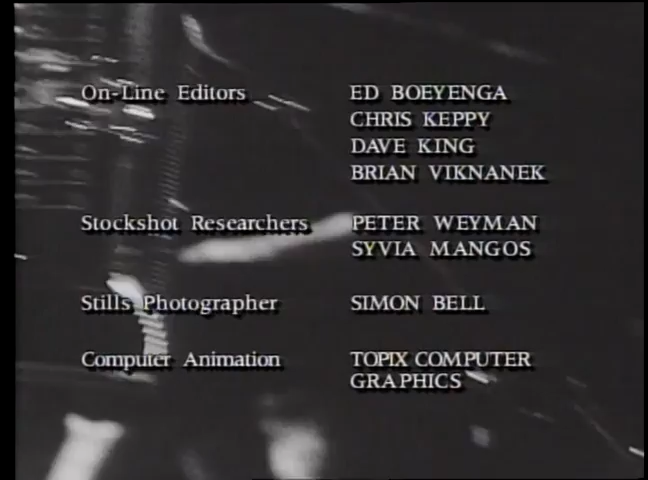 On-Line Editors ED BOEYENGA
CHRIS KEPPY
DAVE KING
BRIAN VIKNANEK
Stockshot Researchers PETER WEYMAN
SYVIA MANGOS
Stills Photographer SIMON BELL
Computer Animation TOPIX COMPUTER
GRAPHICS